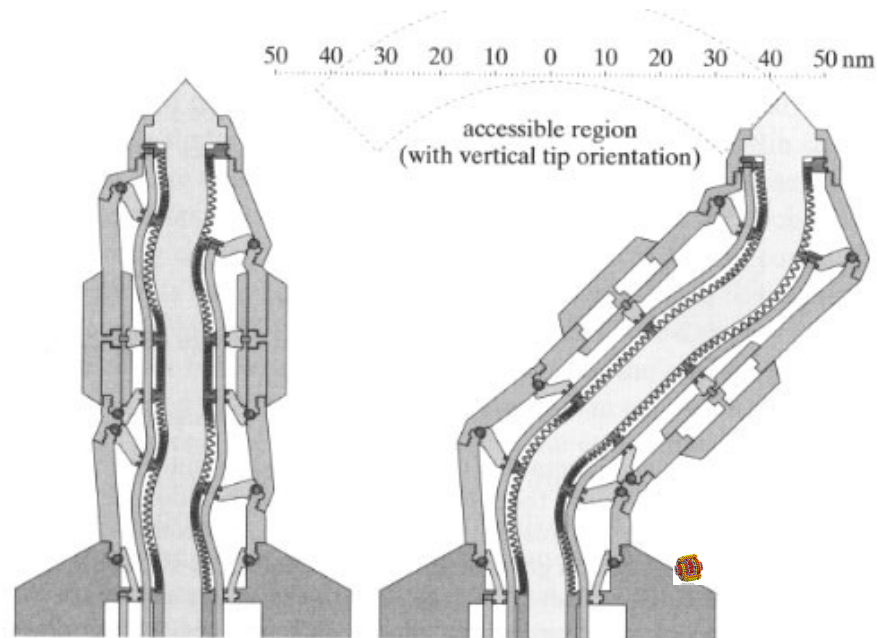 50 40 30 20 10 0 10 20 30 40 50 nm
accessible region
(with vertical tip orientation)